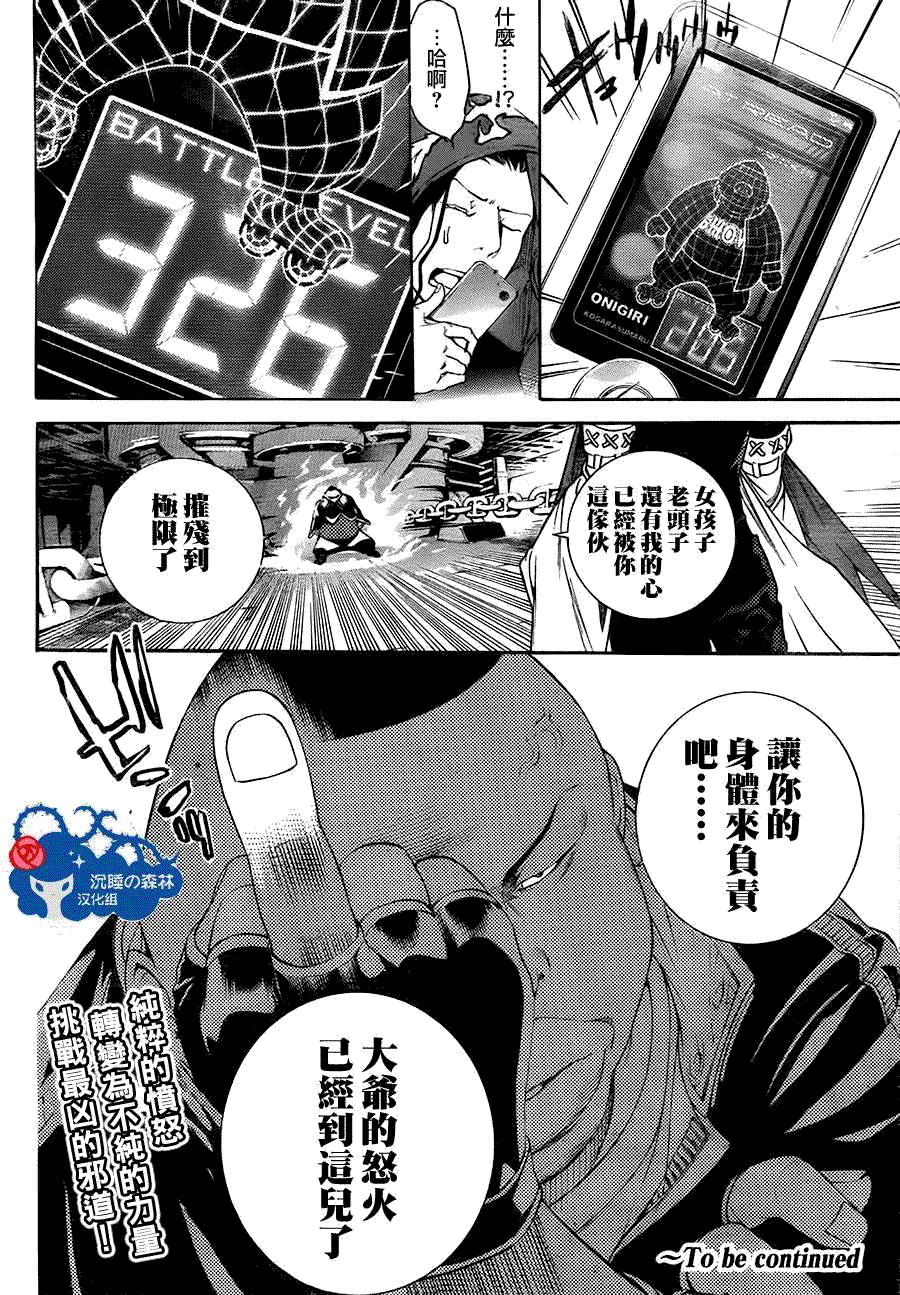 ONIGIRI
KOGARASUMARU
205
什麼……!?
…哈啊?
BATTLE LEVEL
326
女孩子
老頭子
還有我的心
已經被你
這傢伙
摧殘到
極限了
讓你的
身體來負責
吧……
沉睡の森林
汉化组
大爺的怒火
已經到這兒了
純粹的憤怒
轉變為不純的力量
挑戰最凶的邪道!
~To be continued